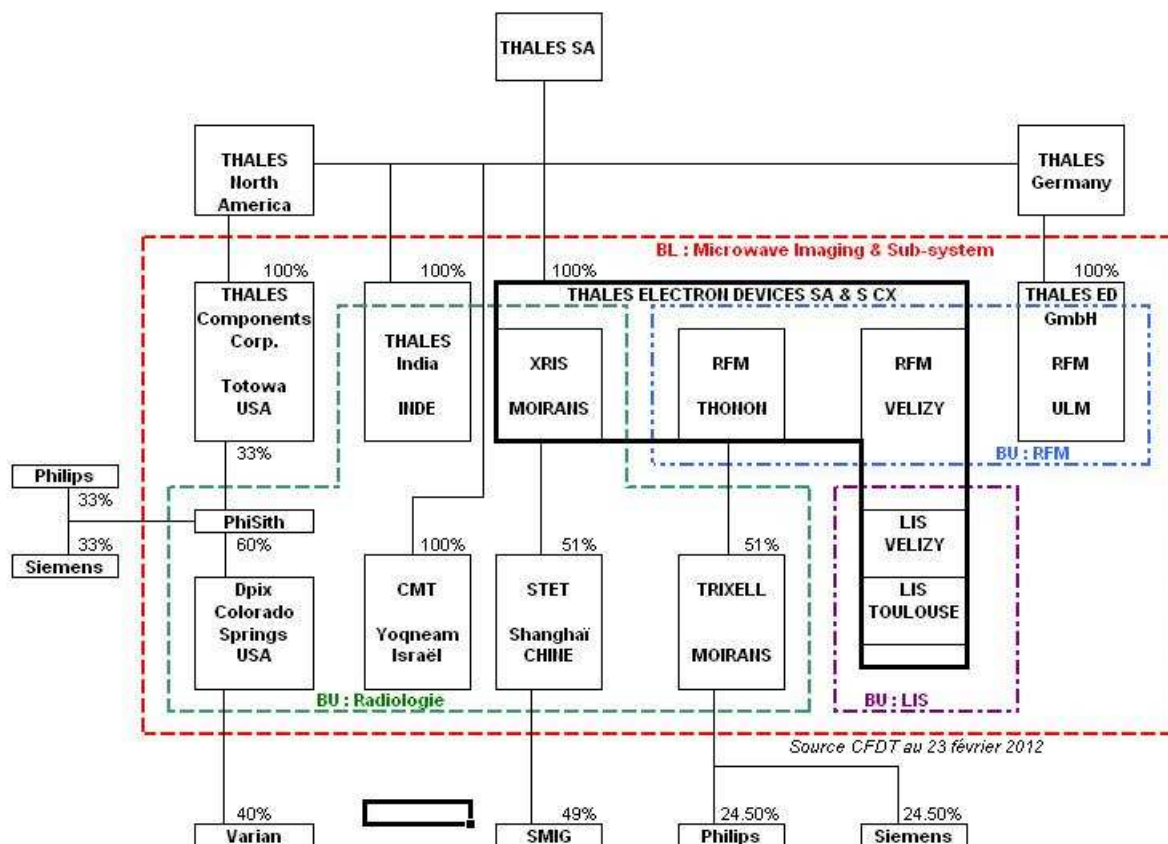 THALES SA
THALES
North
America
THALES
Germany
BL : Microwave Imaging & Sub-system
100%
100%
100%
100%
THALES
Components
Corp.
Totowa
USA
THALES
India
INDE
THALES ELECTRON DEVICES SA & S CX
XRIS
MOIRANS
RFM
THONON
RFM
VELIZY
THALES ED
GmbH
RFM
ULM
BU : RFM
33%
Philips
33%
33%
Siemens
PhiSith
60%
Dpix
Colorado
Springs
USA
100%
CMT
Yoqneam
Israël
51%
STET
Shanghaï
CHINE
51%
TRIXELL
MOIRANS
LIS
VELIZY
LIS
TOULOUSE
BU : Radiologie
BU : LIS
Source CFDT au 23 février 2012
40%
Varian
49%
SMIG
24.50%
Philips
24.50%
Siemens